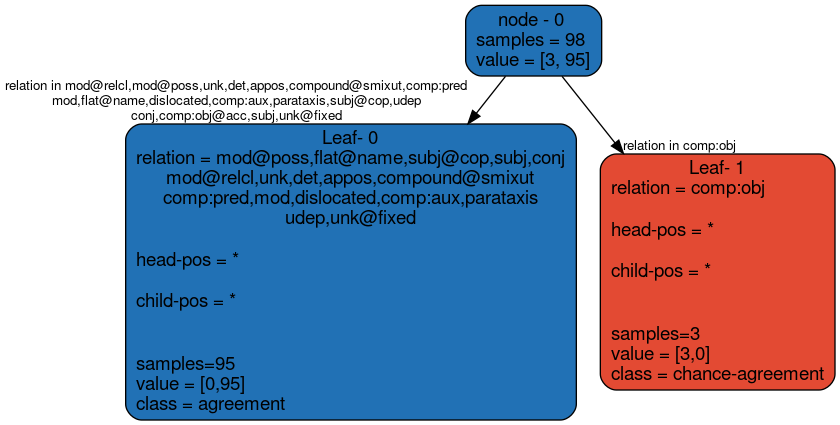 node - 0
samples = 98
value = [3, 95]
relation in mod@relcl,mod@poss,unk,det,appos,compound@smixut,comp:pred
mod,flat@name,dislocated,comp:aux,parataxis,subj@cop,udep
conj,comp:obj@acc,subj,unk@fixed
relation in comp:obj
Leaf- 0
relation = mod@poss,flat@name,subj@cop,subj,conj
mod@relcl,unk,det,appos,compound@smixut
comp:pred,mod,dislocated,comp:aux,parataxis
udep,unk@fixed
head-pos = *
child-pos = *
samples=95
value = [0,95]
class = agreement
Leaf- 1
relation = comp:obj
head-pos = *
child-pos = *
samples=3
value = [3,0]
class = chance-agreement